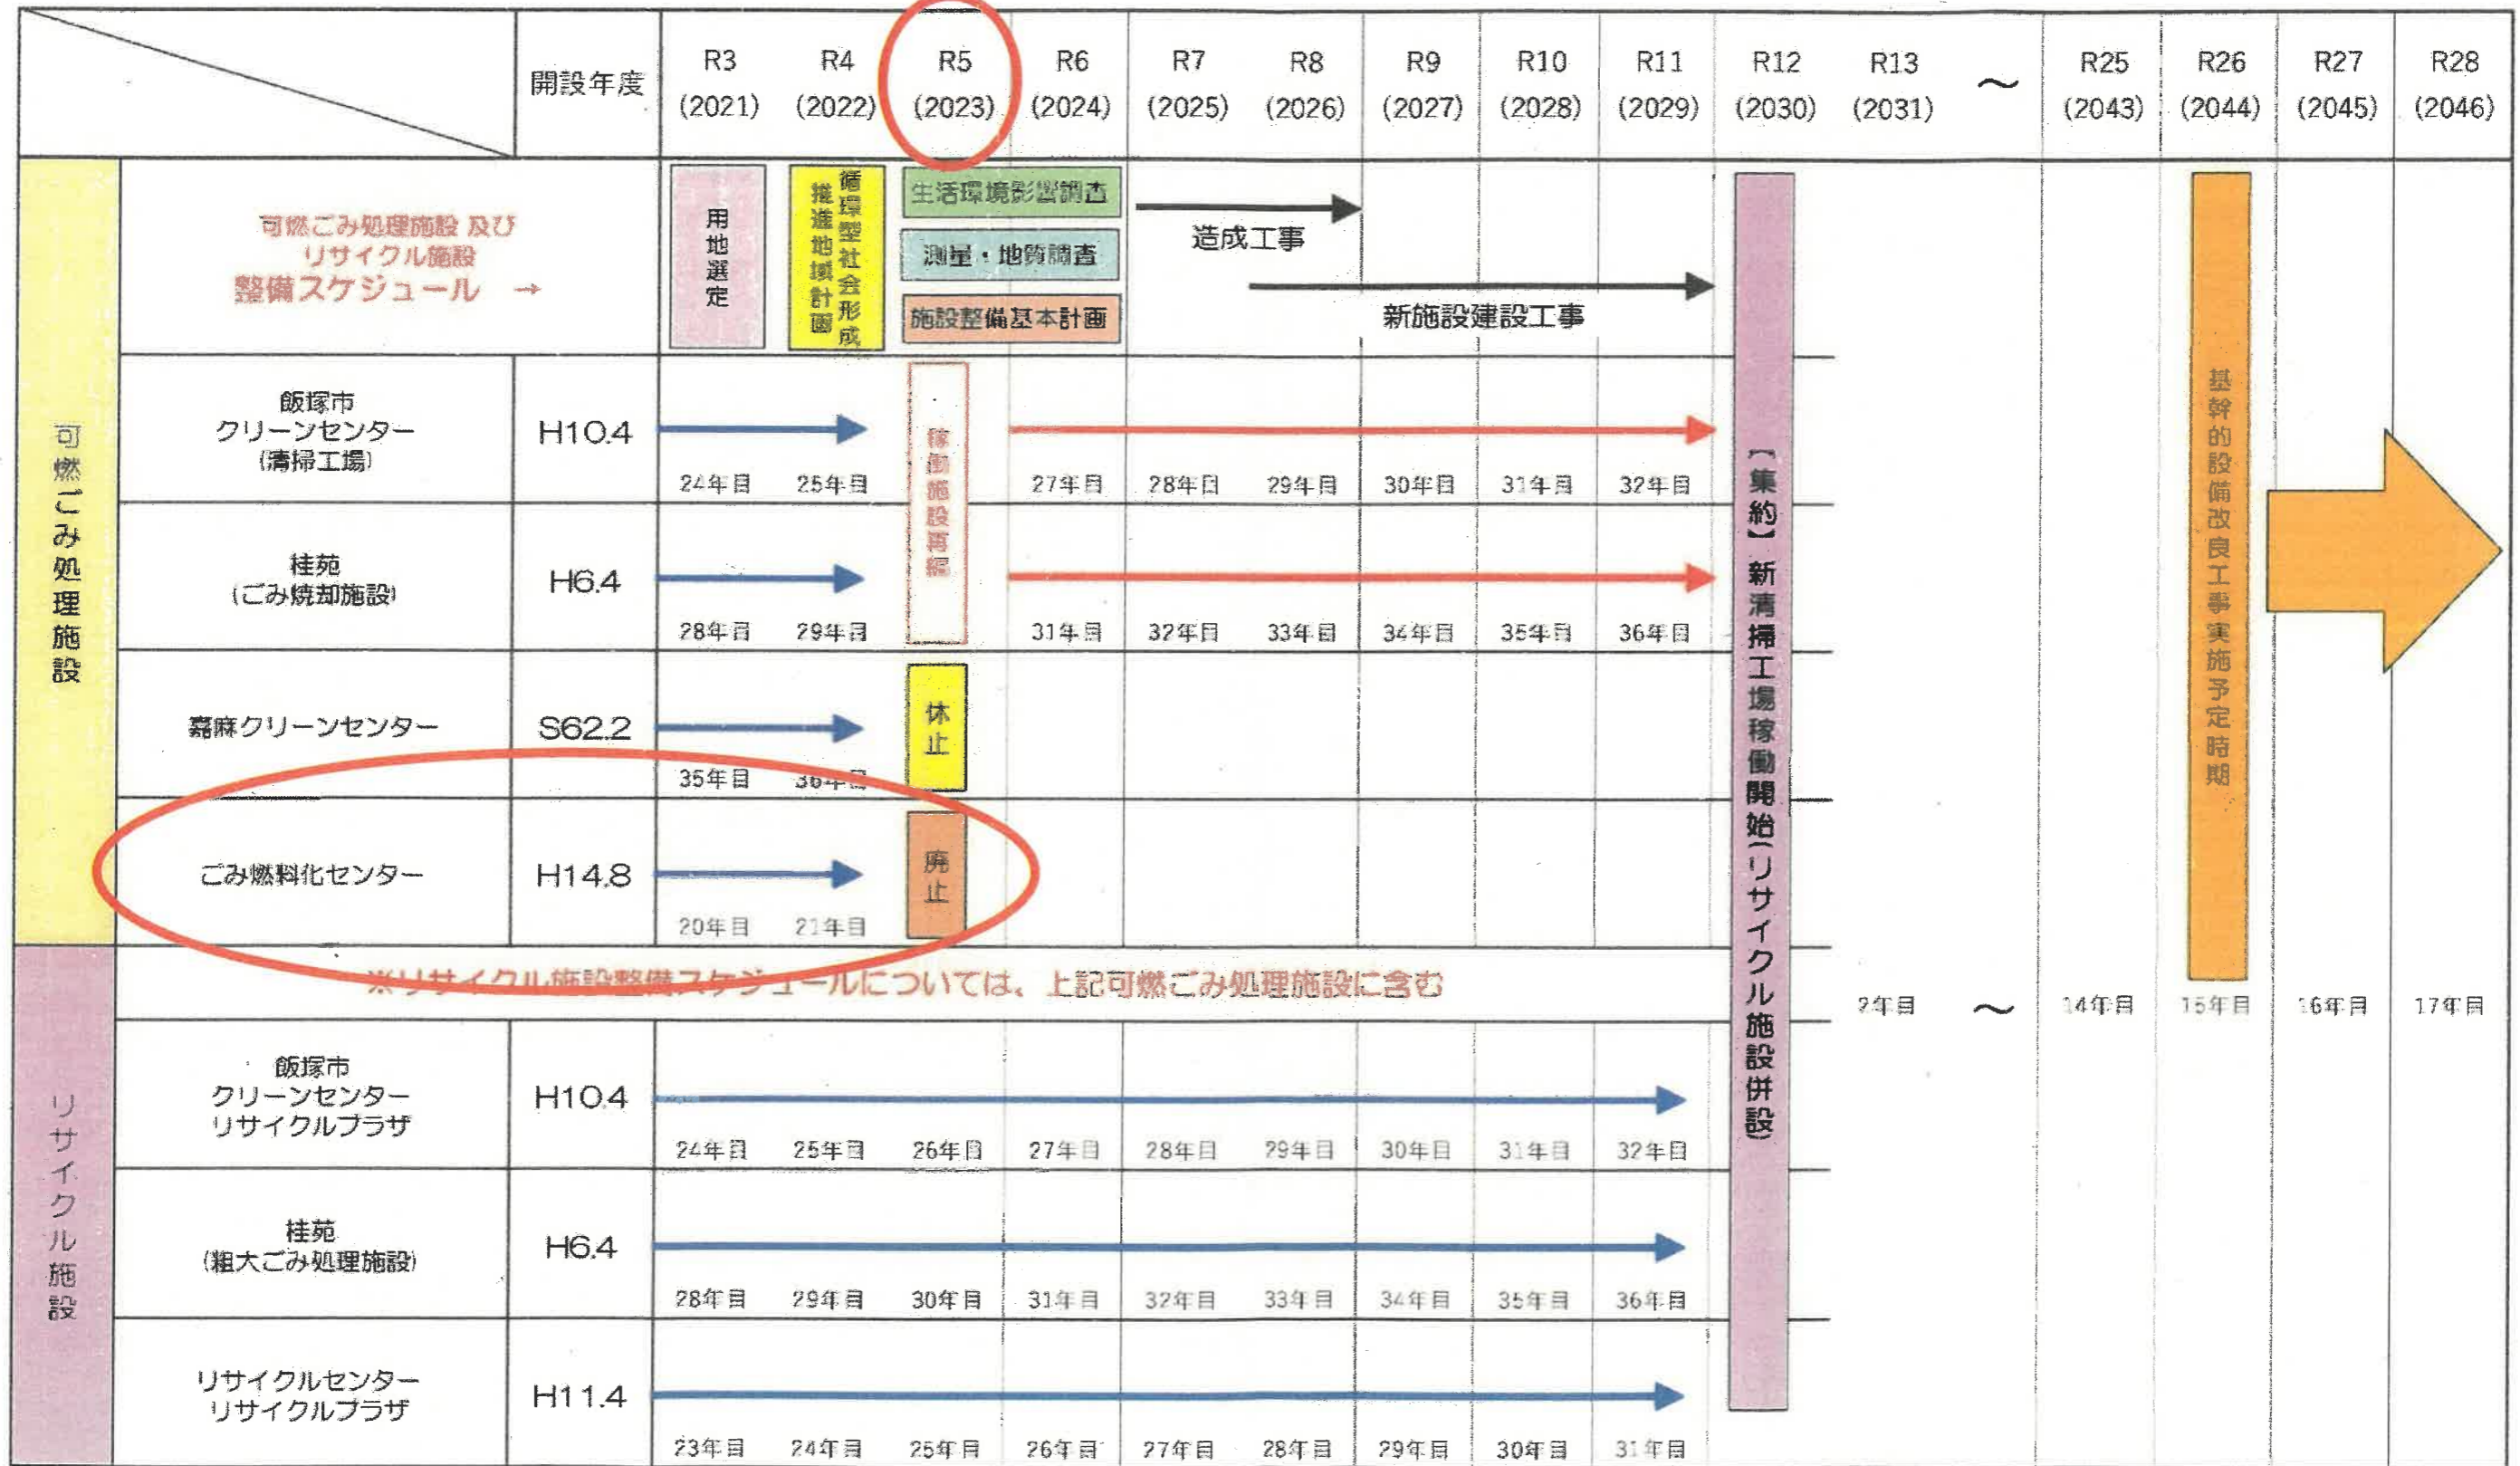 開設年度
R3 R4 R5 R6 R7 R8 R9 R10 R11 R12 R13 ～ R25 R26 R27 R28
(2021) (2022) (2023) (2024) (2025) (2026) (2027) (2028) (2029) (2030) (2031) (2043) (2044) (2045) (2046)
可燃ごみ処理施設
可燃ごみ処理施設 及び
リサイクル施設
整備スケジュール →
用地選定
循環型社会形成
推進地域計画
生活環境影響調査
測量・地質調査
施設整備基本計画
造成工事
新施設建設工事
飯塚市
クリーンセンター
(清掃工場)
H10.4
24年目 25年目 27年目 28年目 29年目 30年目 31年目 32年目
稼働施設再編
桂苑
(ごみ焼却施設)
H6.4
28年目 29年目 31年目 32年目 33年目 34年目 35年目 36年目
嘉麻クリーンセンター
S62.2
35年目 36年目
休止
ごみ燃料化センター
H14.8
20年目 21年目
廃止
【集約】新清掃工場稼働開始(リサイクル施設併設)
基幹的設備改良工事実施予定時期
リサイクル施設
※リサイクル施設整備スケジュールについては、上記可燃ごみ処理施設に含む
2年目 ～ 14年目 15年目 16年目 17年目
飯塚市
クリーンセンター
リサイクルプラザ
H10.4
24年目 25年目 26年目 27年目 28年目 29年目 30年目 31年目 32年目
桂苑
(粗大ごみ処理施設)
H6.4
28年目 29年目 30年目 31年目 32年目 33年目 34年目 35年目 36年目
リサイクルセンター
リサイクルプラザ
H11.4
23年目 24年目 25年目 26年目 27年目 28年目 29年目 30年目 31年目